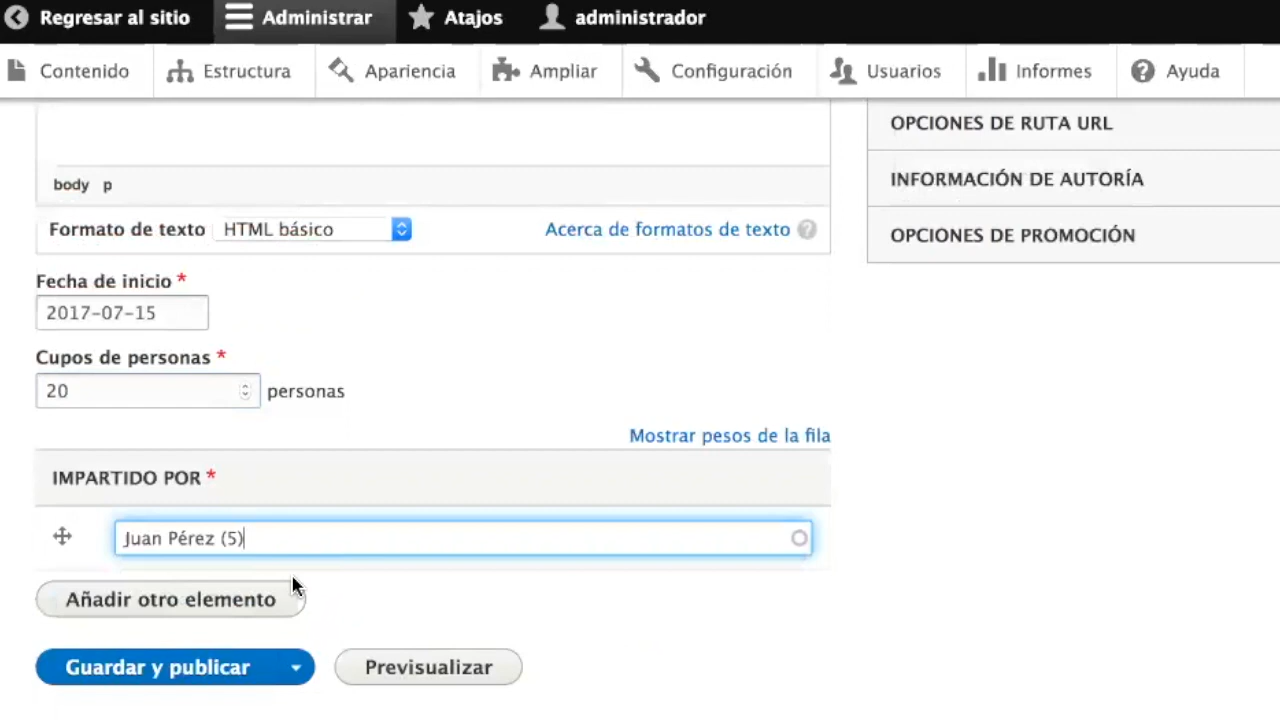 Regresar al sitio Administrar Atajos administrador
Contenido Estructura Apariencia Ampliar Configuración Usuarios Informes Ayuda
body p
Formato de texto HTML básico Acerca de formatos de texto ?
Fecha de inicio *
2017-07-15
Cupos de personas *
20 personas
Mostrar pesos de la fila
IMPARTIDO POR *
Juan Pérez (5)
Añadir otro elemento
Guardar y publicar Previsualizar
OPCIONES DE RUTA URL
INFORMACIÓN DE AUTORÍA
OPCIONES DE PROMOCIÓN